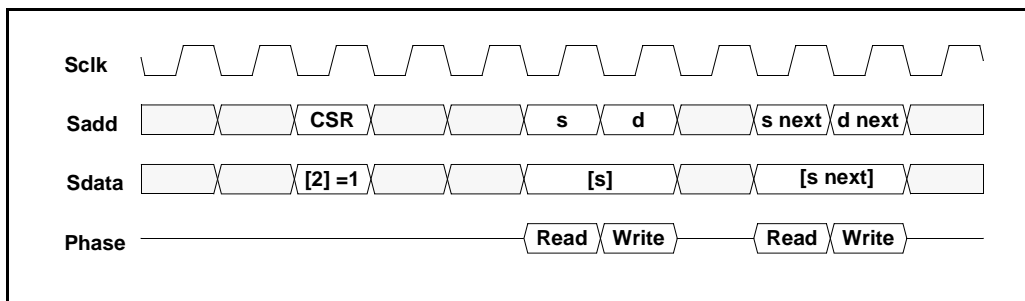 Sclk
Sadd CSR s d s next d next
Sdata [2] =1 [s] [s next]
Phase Read Write Read Write